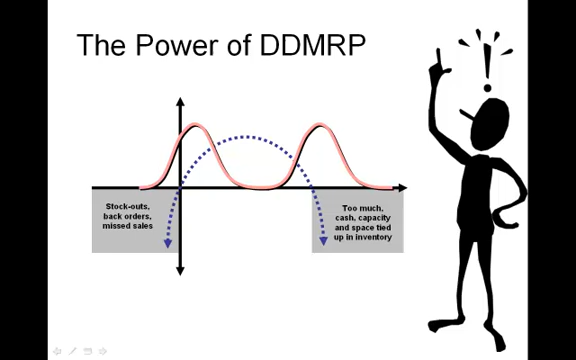 The Power of DDMRP
!
Stock-outs,
back orders,
missed sales
Too much,
cash, capacity
and space tied
up in inventory